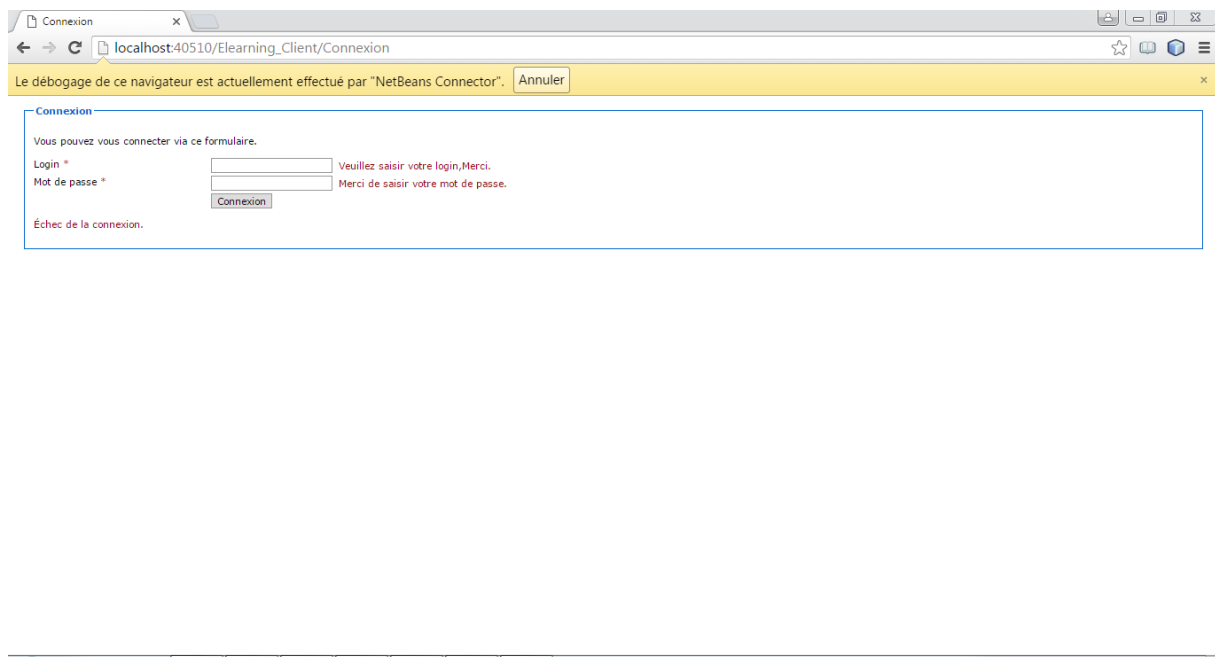 Connexion
localhost:40510/Elearning_Client/Connexion
Le débogage de ce navigateur est actuellement effectué par "NetBeans Connector". Annuler
Connexion
Vous pouvez vous connecter via ce formulaire.
Login * Veuillez saisir votre login,Merci.
Mot de passe * Merci de saisir votre mot de passe.
Connexion
Échec de la connexion.